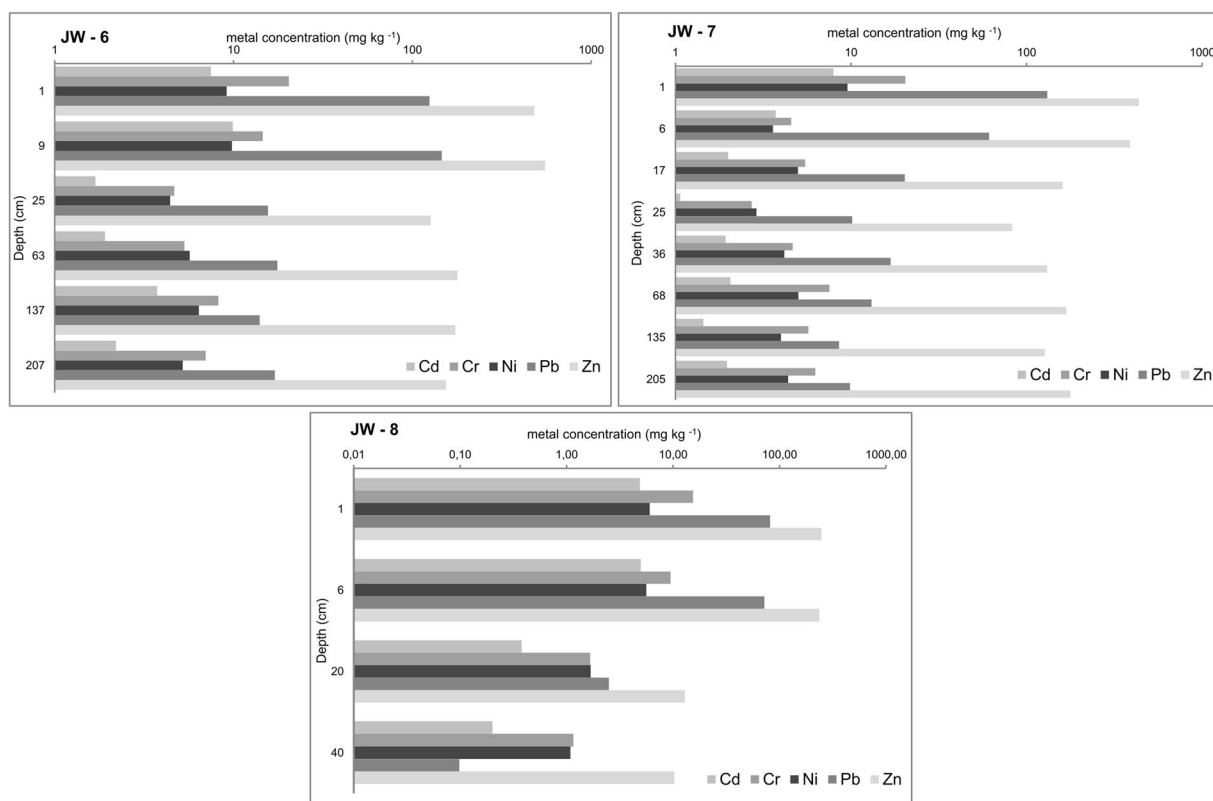 JW - 6
metal concentration (mg kg -1)
1 10 100 1000
Depth (cm)
1
9
25
63
137
207
Cd Cr Ni Pb Zn
JW - 7
metal concentration (mg kg -1)
1 10 100 1000
Depth (cm)
1
6
17
25
36
68
135
205
Cd Cr Ni Pb Zn
JW - 8
metal concentration (mg kg -1)
0,01 0,10 1,00 10,00 100,00 1000,00
Depth (cm)
1
6
20
40
Cd Cr Ni Pb Zn